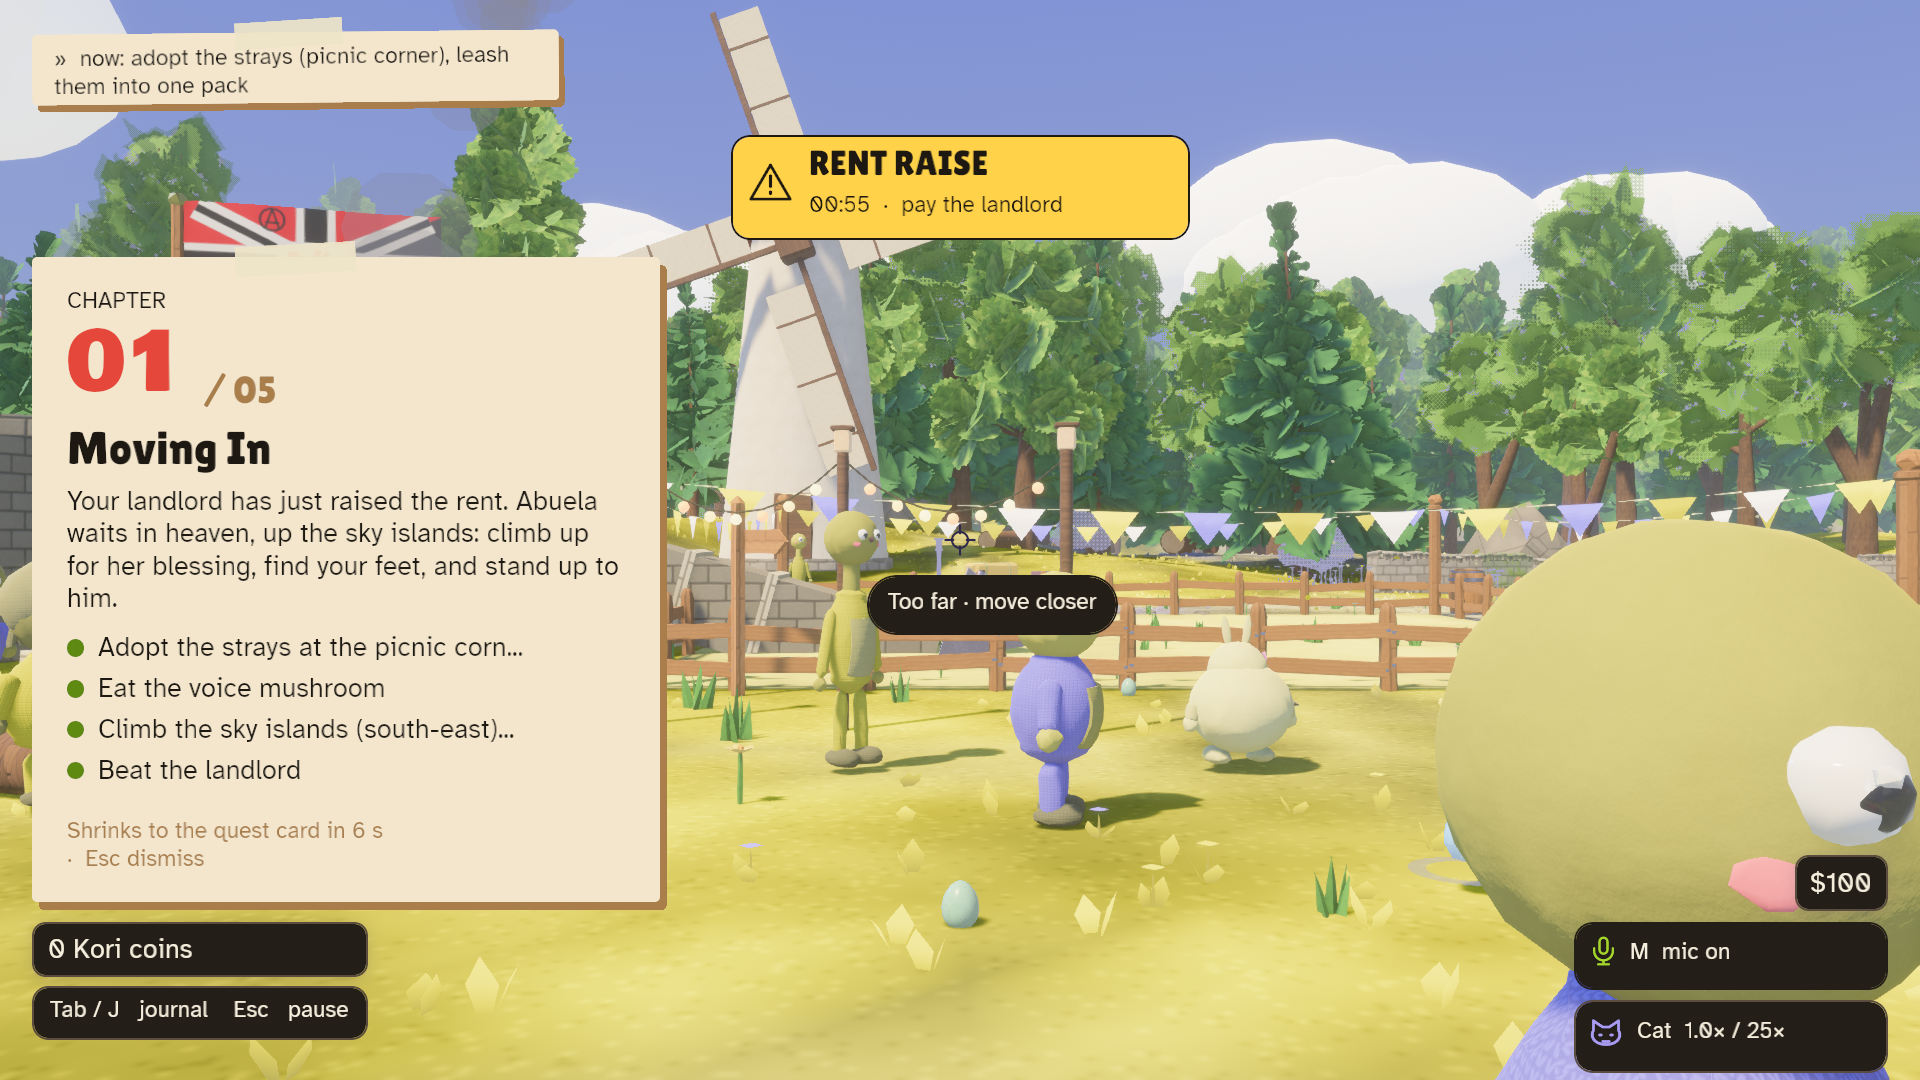 » now: adopt the strays (picnic corner), leash
them into one pack
RENT RAISE
00:55 · pay the landlord
CHAPTER
01 / 05
Moving In
Your landlord has just raised the rent. Abuela
waits in heaven, up the sky islands: climb up
for her blessing, find your feet, and stand up to
him.
Adopt the strays at the picnic corn...
Eat the voice mushroom
Climb the sky islands (south-east)...
Beat the landlord
Shrinks to the quest card in 6 s
· Esc dismiss
Too far · move closer
0 Kori coins
Tab / J journal Esc pause
$100
M mic on
Cat 1.0× / 25×